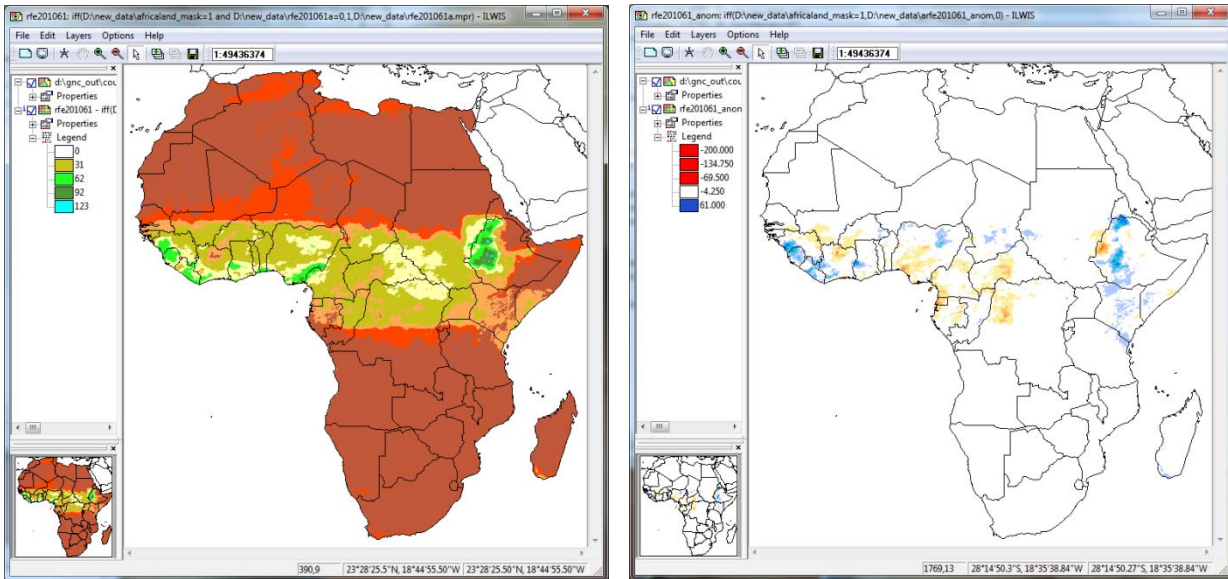 rfe201061: iff(D:\new_data\africaland_mask=1 and D:\new_data\rfe201061a=0,1,D:\new_data\rfe201061a.mpr) - ILWIS
File Edit Layers Options Help
1:49436374
d:\gnc_out\cou
Properties
rfe201061 - iff(D
Properties
Legend
0
31
62
92
123
390,9
23°28'25.5"N, 18°44'55.50"W
23°28'25.50"N, 18°44'55.50"W
rfe201061_anom: iff(D:\new_data\africaland_mask=1,D:\new_data\arfe201061_anom,0) - ILWIS
File Edit Layers Options Help
1:49436374
d:\gnc_out\cou
Properties
rfe201061_anom
Properties
Legend
-200.000
-134.750
-69.500
-4.250
61.000
1769,13
28°14'50.3"S, 18°35'38.84"W
28°14'50.27"S, 18°35'38.84"W